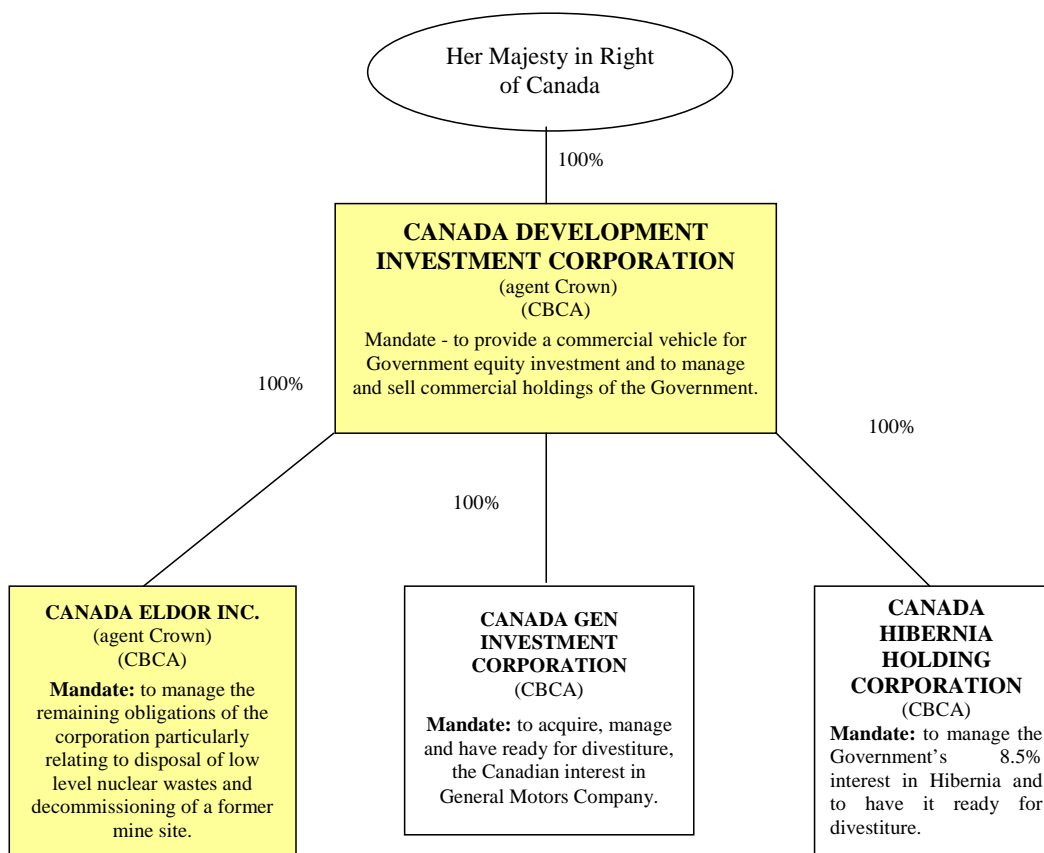 Her Majesty in Right
of Canada
100%
CANADA DEVELOPMENT
INVESTMENT CORPORATION
(agent Crown)
(CBCA)
Mandate - to provide a commercial vehicle for
Government equity investment and to manage
and sell commercial holdings of the Government.
100%
100%
100%
CANADA ELDOR INC.
(agent Crown)
(CBCA)
Mandate: to manage the
remaining obligations of the
corporation particularly
relating to disposal of low
level nuclear wastes and
decommissioning of a former
mine site.
CANADA GEN
INVESTMENT
CORPORATION
(CBCA)
Mandate: to acquire, manage
and have ready for divestiture,
the Canadian interest in
General Motors Company.
CANADA
HIBERNIA
HOLDING
CORPORATION
(CBCA)
Mandate: to manage the
Government’s 8.5%
interest in Hibernia and
to have it ready for
divestiture.